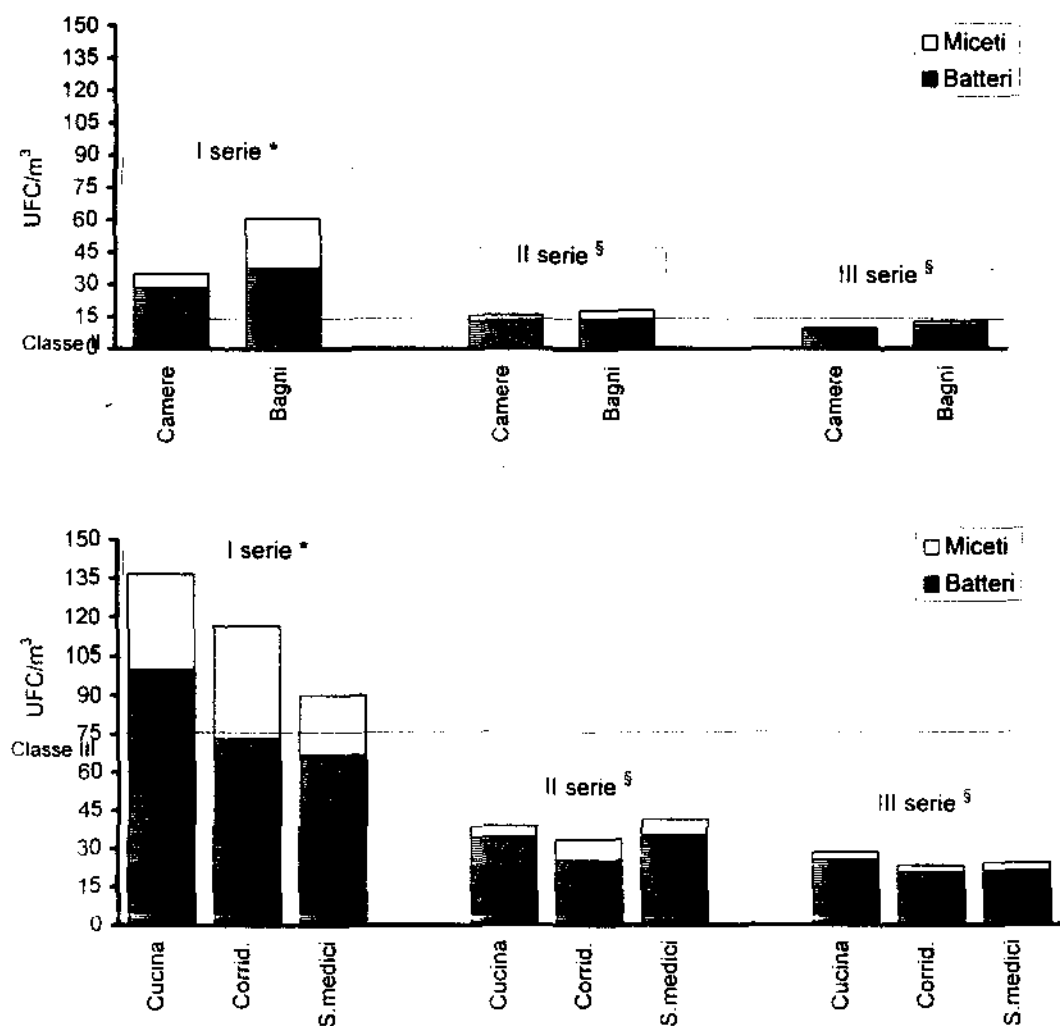 150
135
120
105
90
75
60
45
30
15
0
UFC/m³
Classe II
Miceti
Batteri
I serie *
II serie §
III serie §
Camere
Bagni
Camere
Bagni
Camere
Bagni
150
135
120
105
90
75
60
45
30
15
0
UFC/m³
Classe III
Miceti
Batteri
I serie *
II serie §
III serie §
Cucina
Corrid.
S.medici
Cucina
Corrid.
S.medici
Cucina
Corrid.
S.medici